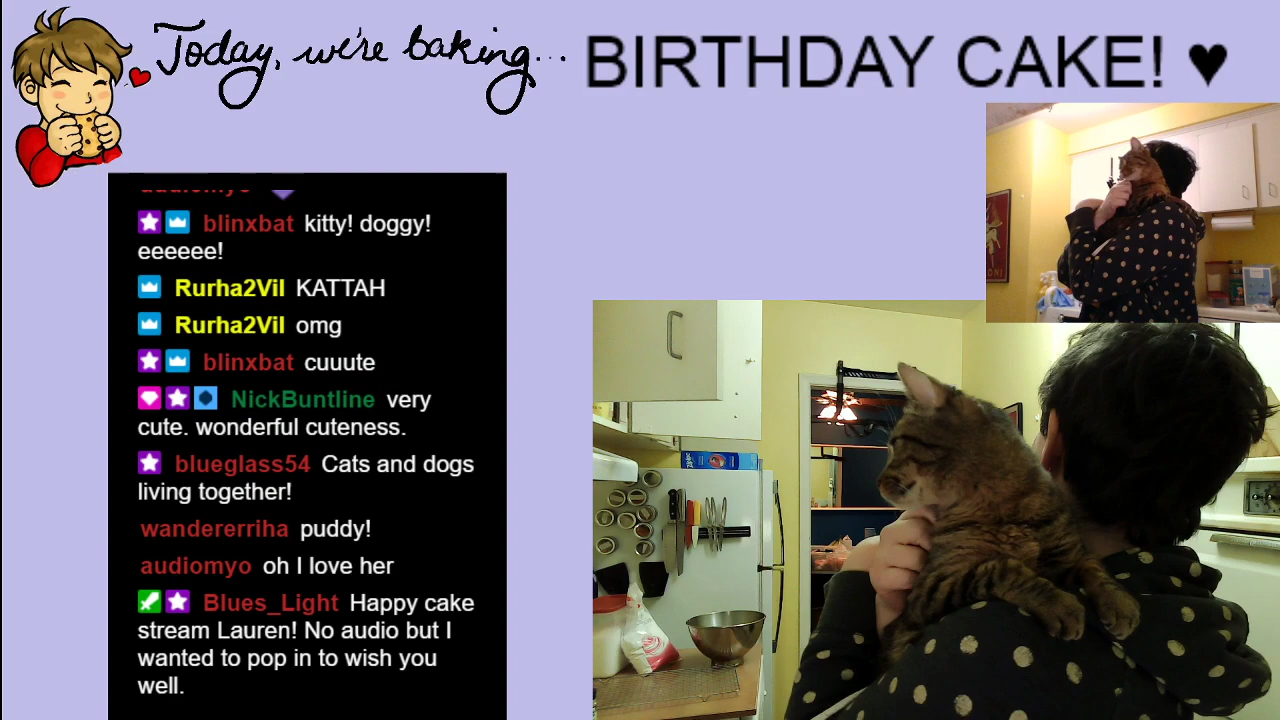 Today, we're baking... BIRTHDAY CAKE! ♥
blinxbat kitty! doggy!
eeeeee!
Rurha2Vil KATTAH
Rurha2Vil omg
blinxbat cuuute
NickBuntline very
cute. wonderful cuteness.
blueglass54 Cats and dogs
living together!
wandererriha puddy!
audiomyo oh I love her
Blues_Light Happy cake
stream Lauren! No audio but I
wanted to pop in to wish you
well.